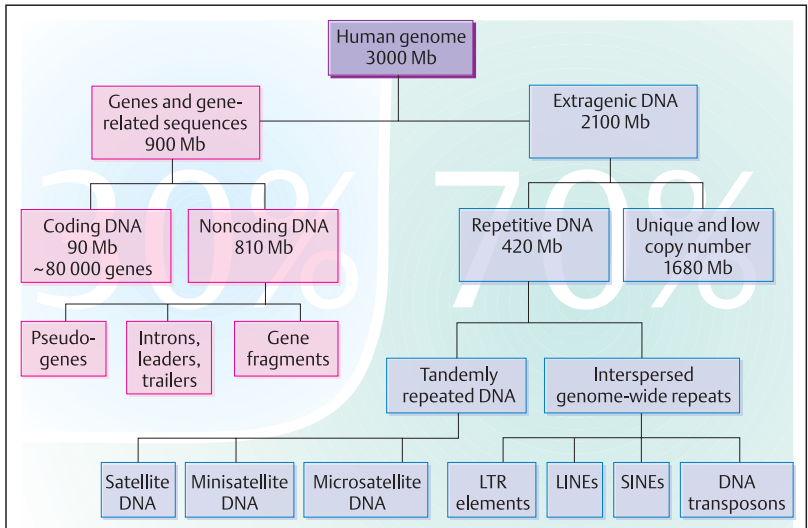 Human genome
3000 Mb
Genes and gene-
related sequences
900 Mb
Extragenic DNA
2100 Mb
30%
70%
Coding DNA
90 Mb
~80 000 genes
Noncoding DNA
810 Mb
Repetitive DNA
420 Mb
Unique and low
copy number
1680 Mb
Pseudo-
genes
Introns,
leaders,
trailers
Gene
fragments
Tandemly
repeated DNA
Interspersed
genome-wide repeats
Satellite
DNA
Minisatellite
DNA
Microsatellite
DNA
LTR
elements
LINEs
SINEs
DNA
transposons